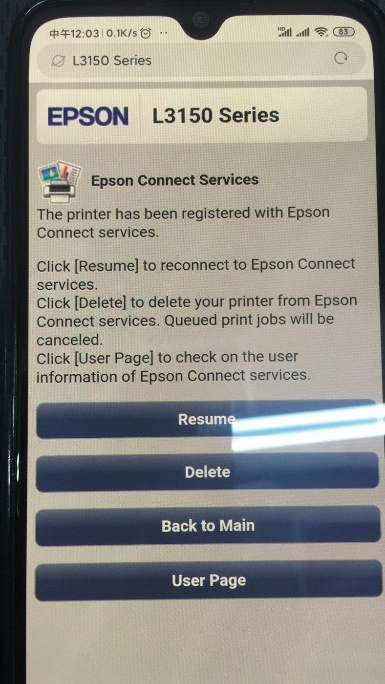 中午12:03 | 0.1K/s
HD
83
L3150 Series
EPSON
L3150 Series
Epson Connect Services
The printer has been registered with Epson
Connect services.
Click [Resume] to reconnect to Epson Connect
services.
Click [Delete] to delete your printer from Epson
Connect services. Queued print jobs will be
canceled.
Click [User Page] to check on the user
information of Epson Connect services.
Resume
Delete
Back to Main
User Page